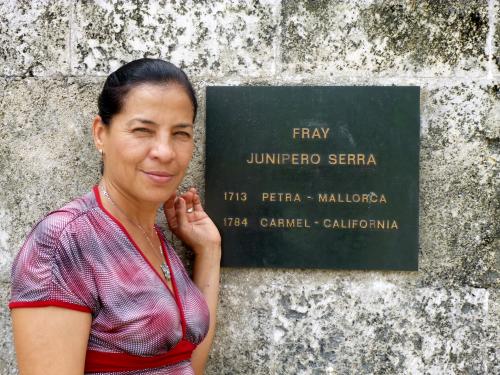 FRAY
JUNIPERO SERRA
1713 PETRA - MALLORCA
1784 CARMEL - CALIFORNIA